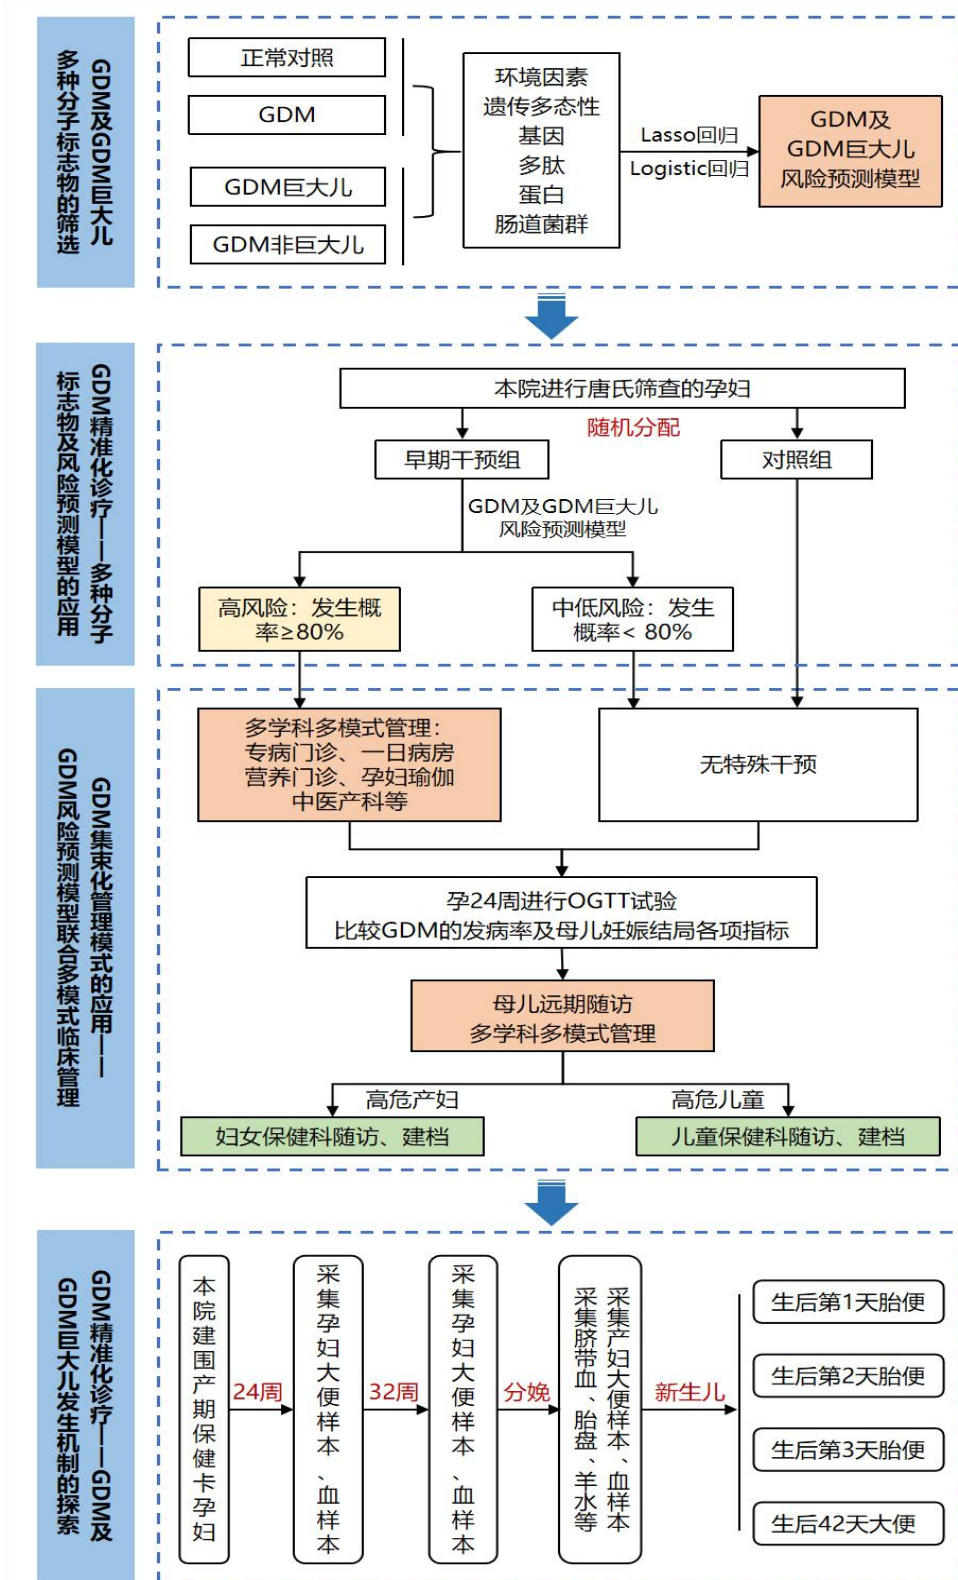 GDM及GDM巨大儿
多种分子标志物的筛选
正常对照
GDM
GDM巨大儿
GDM非巨大儿
环境因素
遗传多态性
基因
多肽
蛋白
肠道菌群
Lasso回归
Logistic回归
GDM及
GDM巨大儿
风险预测模型
GDM精准化诊疗——多种分子
标志物及风险预测模型的应用
本院进行唐氏筛查的孕妇
随机分配
早期干预组
对照组
GDM及GDM巨大儿
风险预测模型
高风险：发生概
率≥80%
中低风险：发生
概率< 80%
GDM集束化管理模式的应用——
GDM风险预测模型联合多模式临床管理
多学科多模式管理：
专病门诊、一日病房
营养门诊、孕妇瑜伽
中医产科等
无特殊干预
孕24周进行OGTT试验
比较GDM的发病率及母儿妊娠结局各项指标
母儿远期随访
多学科多模式管理
高危产妇
高危儿童
妇女保健科随访、建档
儿童保健科随访、建档
GDM精准化诊疗——GDM及
GDM巨大儿发生机制的探索
本院建围产期保健卡孕妇
24周
采集孕妇大便样本、血样本
32周
采集孕妇大便样本、血样本
分娩
采集产妇大便样本、血样本
采集脐带血、胎盘、羊水等
新生儿
生后第1天胎便
生后第2天胎便
生后第3天胎便
生后42天大便